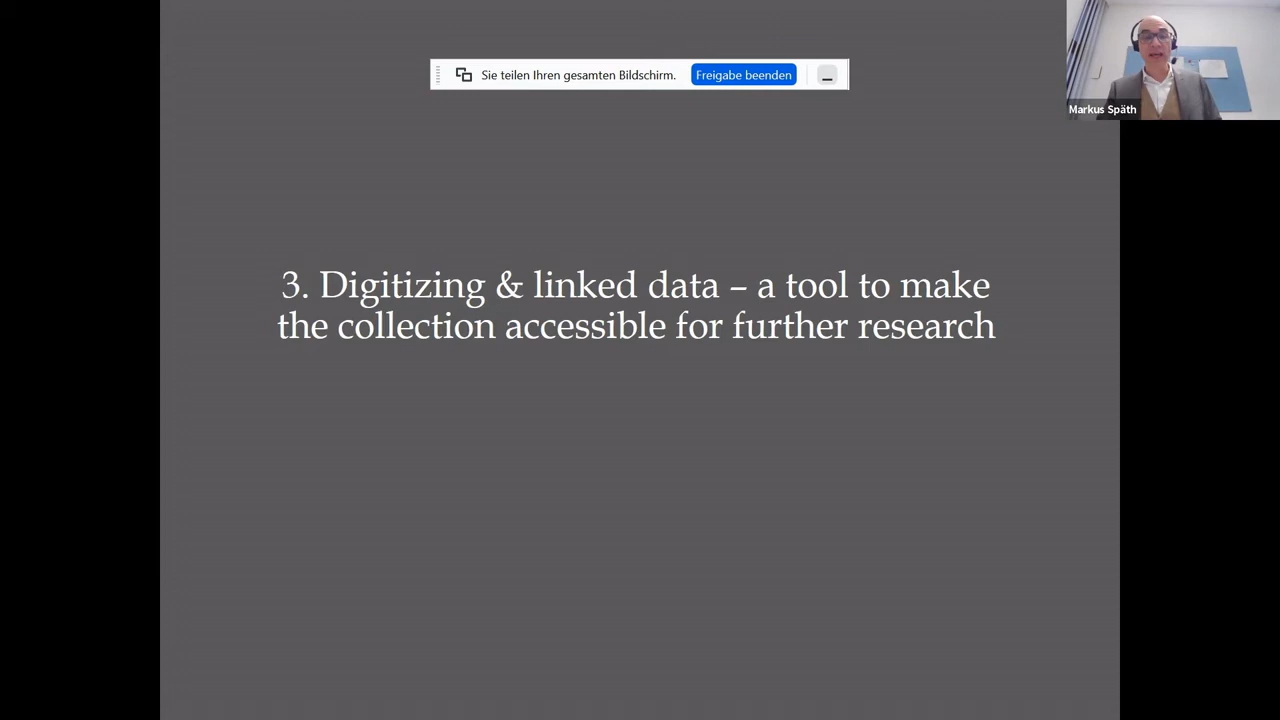 Sie teilen Ihren gesamten Bildschirm. Freigabe beenden
Markus Späth
3. Digitizing & linked data – a tool to make
the collection accessible for further research